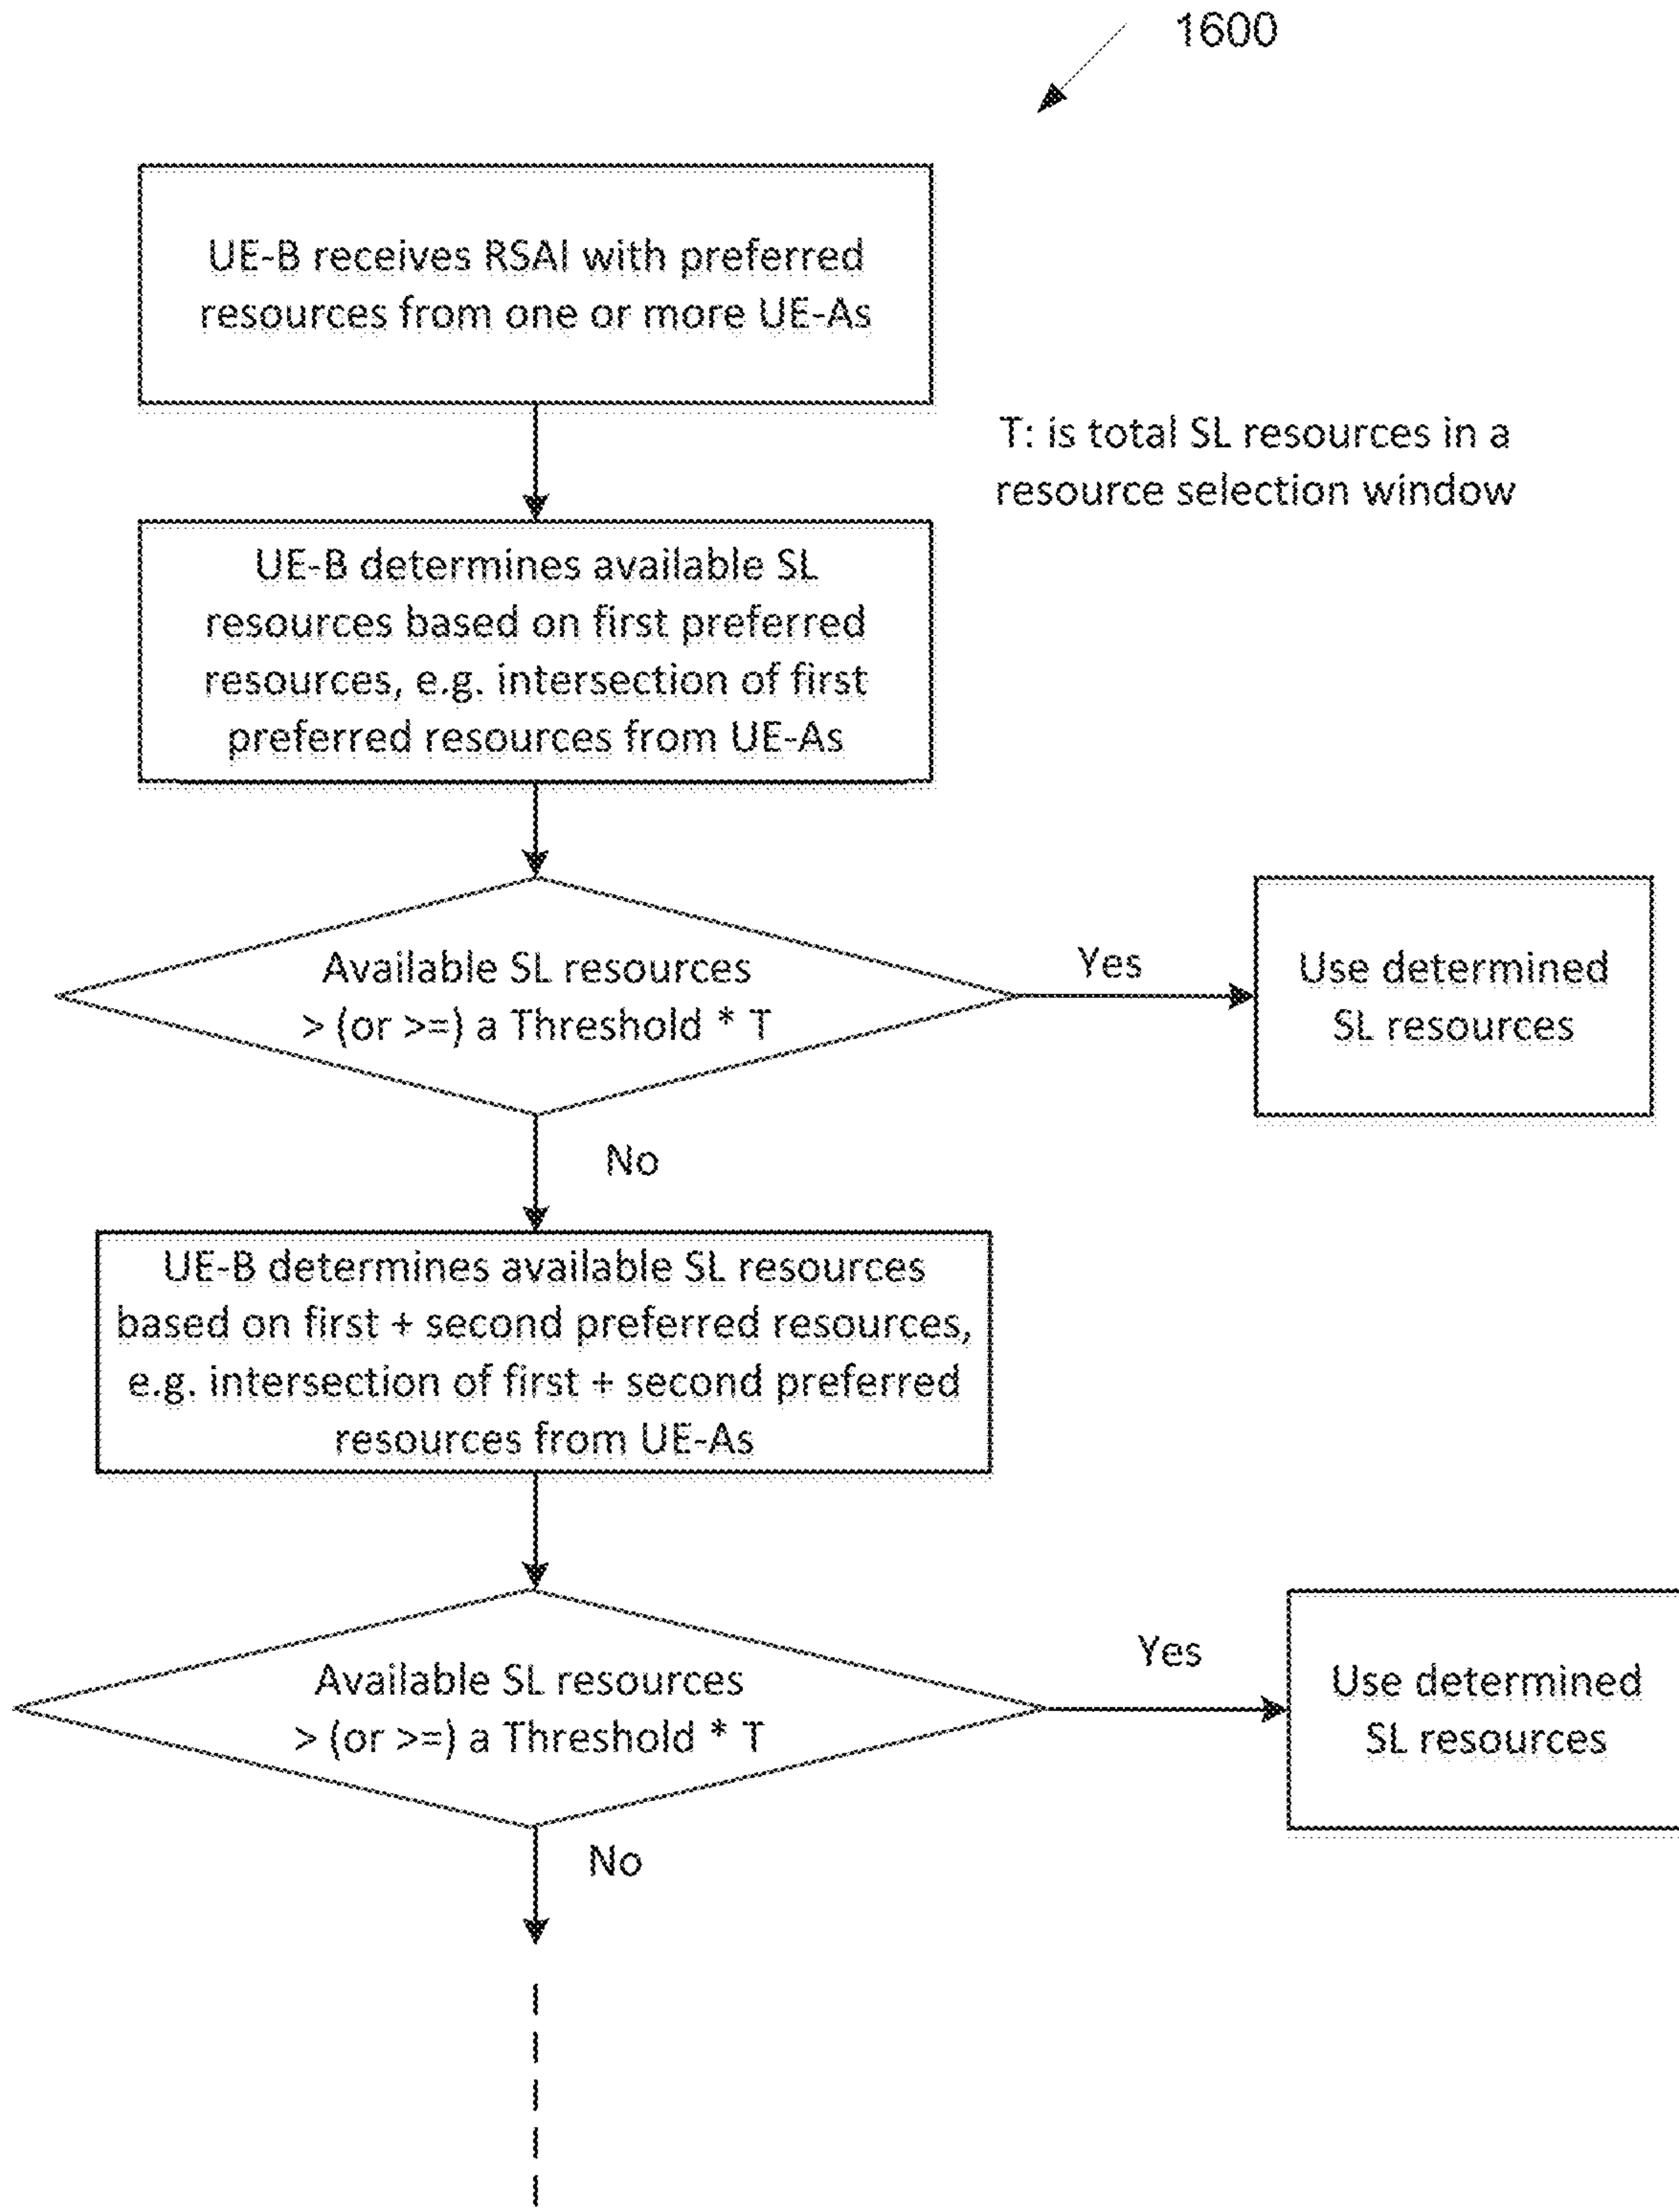 1600
UE-B receives RSAI with preferred
resources from one or more UE-As
T: is total SL resources in a
resource selection window
UE-B determines available SL
resources based on first preferred
resources, e.g. intersection of first
preferred resources from UE-As
Available SL resources
> (or >=) a Threshold * T
Yes
Use determined
SL resources
No
UE-B determines available SL resources
based on first + second preferred resources,
e.g. intersection of first + second preferred
resources from UE-As
Available SL resources
> (or >=) a Threshold * T
Yes
Use determined
SL resources
No